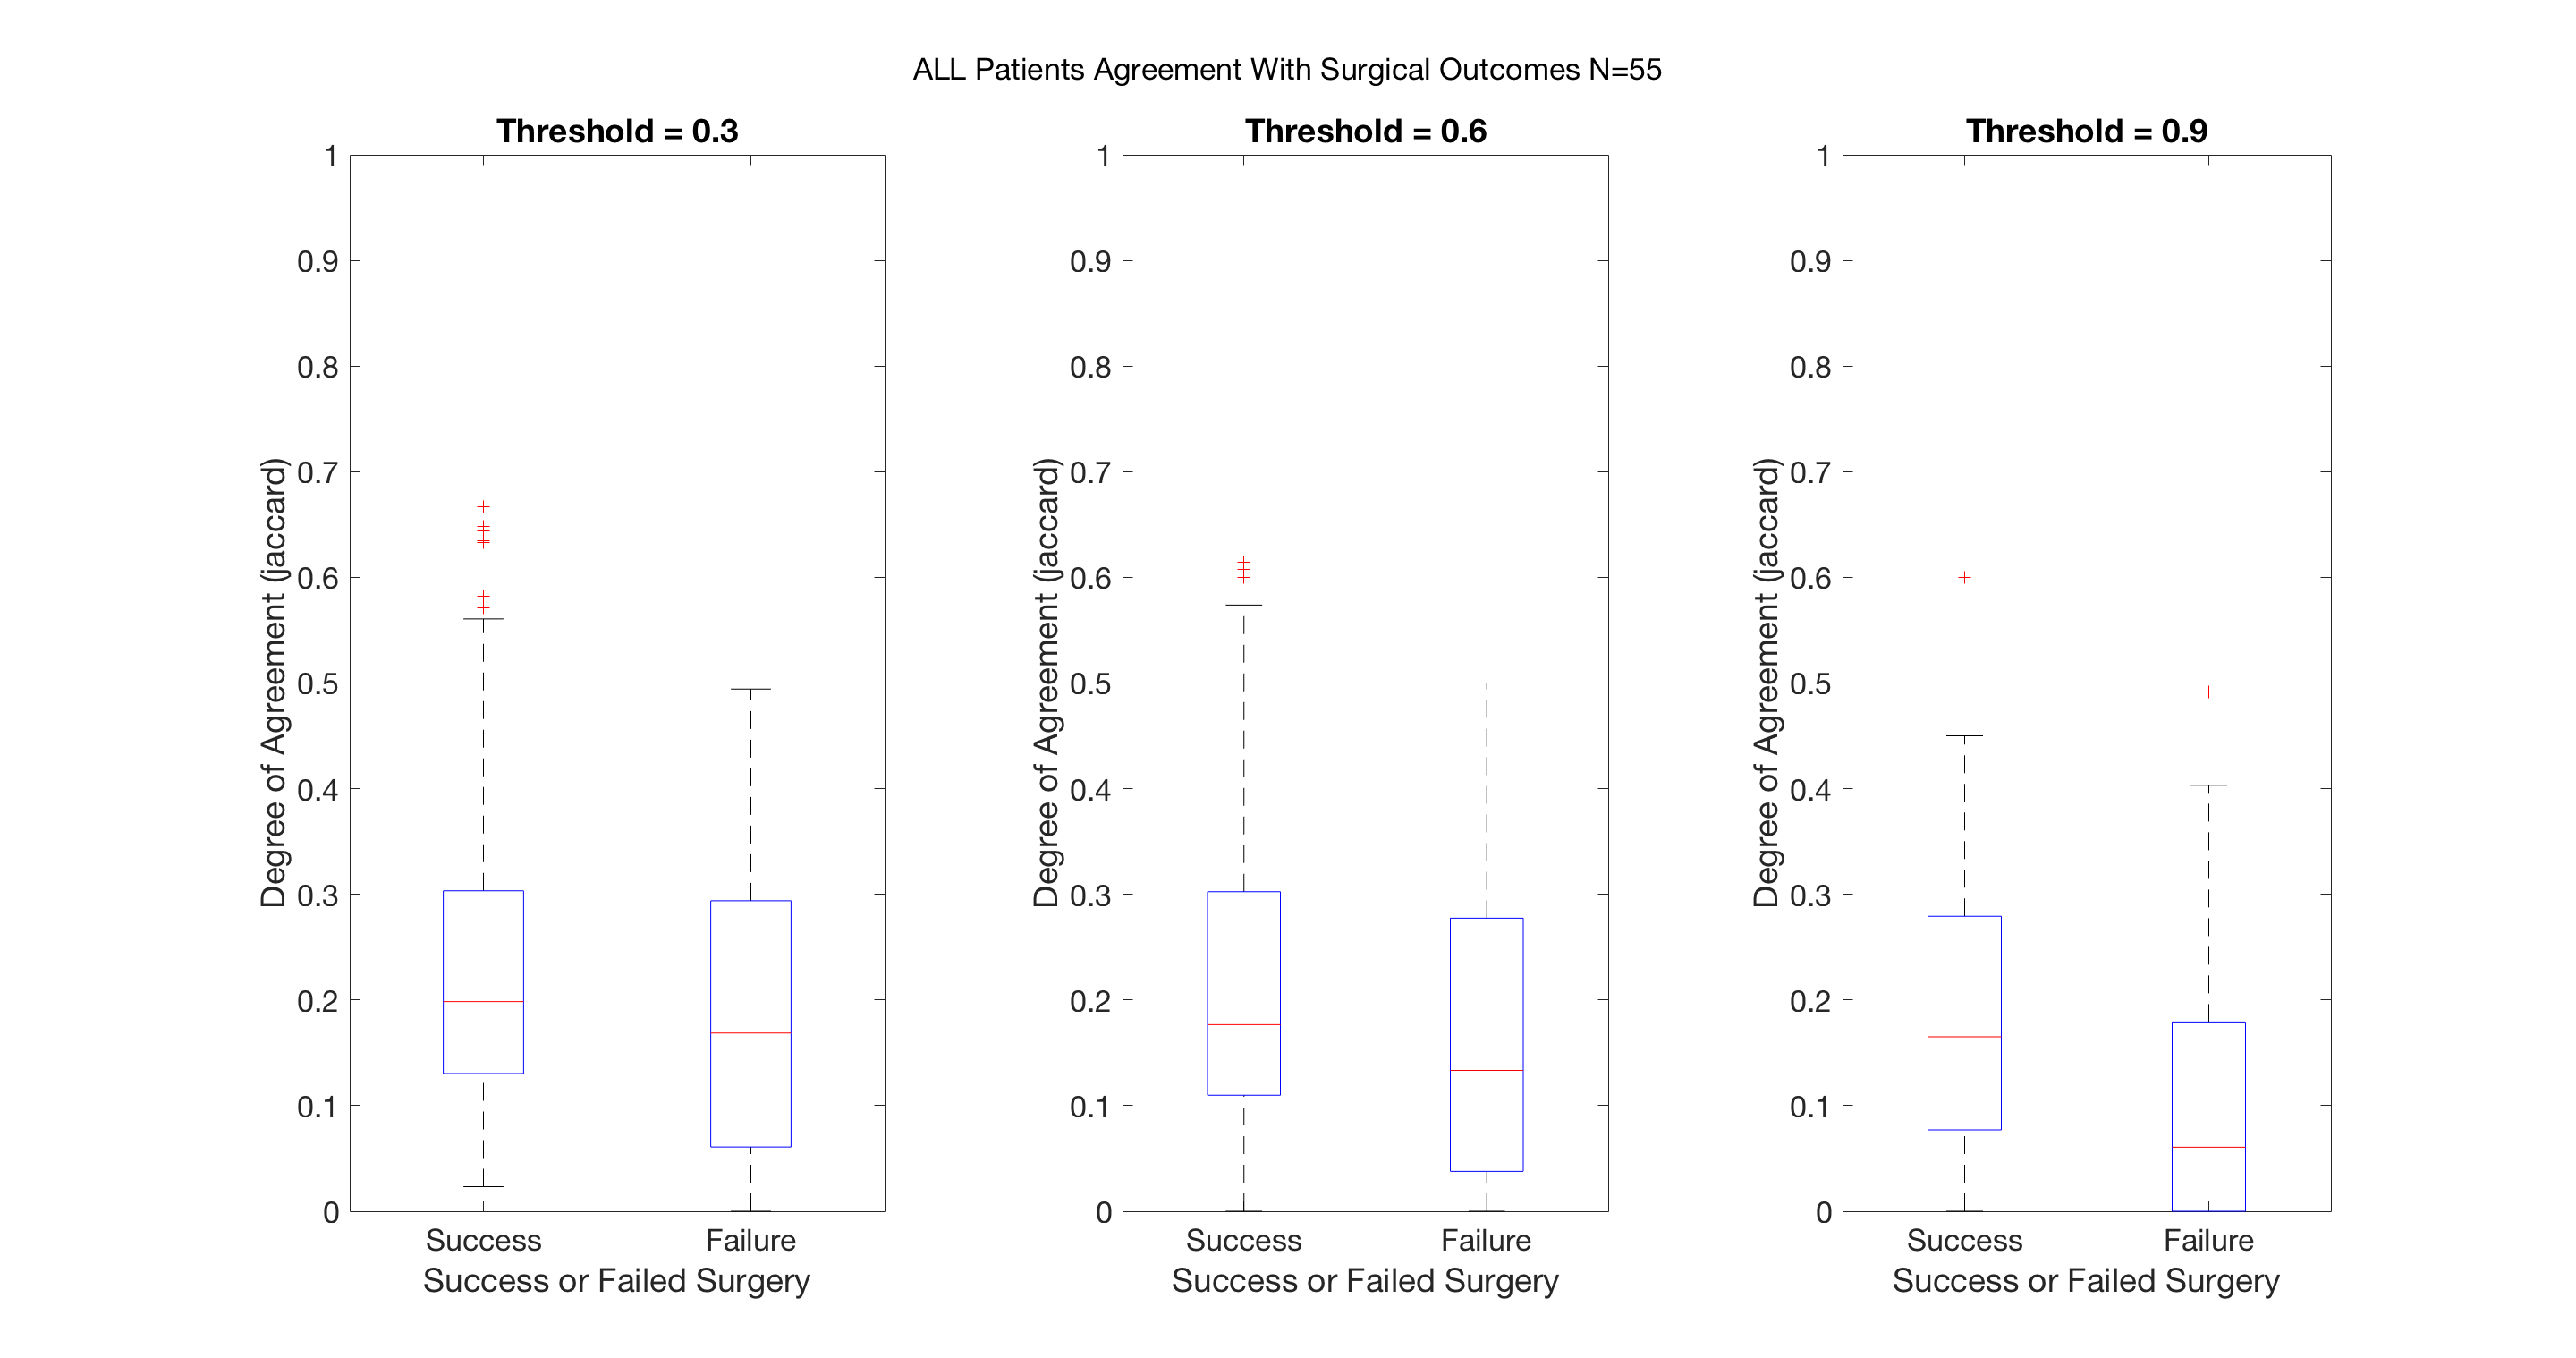 ALL Patients Agreement With Surgical Outcomes N=55
Threshold = 0.3
1
0.9
0.8
0.7
0.6
0.5
0.4
0.3
0.2
0.1
0
Degree of Agreement (jaccard)
Success Failure
Success or Failed Surgery
Threshold = 0.6
1
0.9
0.8
0.7
0.6
0.5
0.4
0.3
0.2
0.1
0
Degree of Agreement (jaccard)
Success Failure
Success or Failed Surgery
Threshold = 0.9
1
0.9
0.8
0.7
0.6
0.5
0.4
0.3
0.2
0.1
0
Degree of Agreement (jaccard)
Success Failure
Success or Failed Surgery